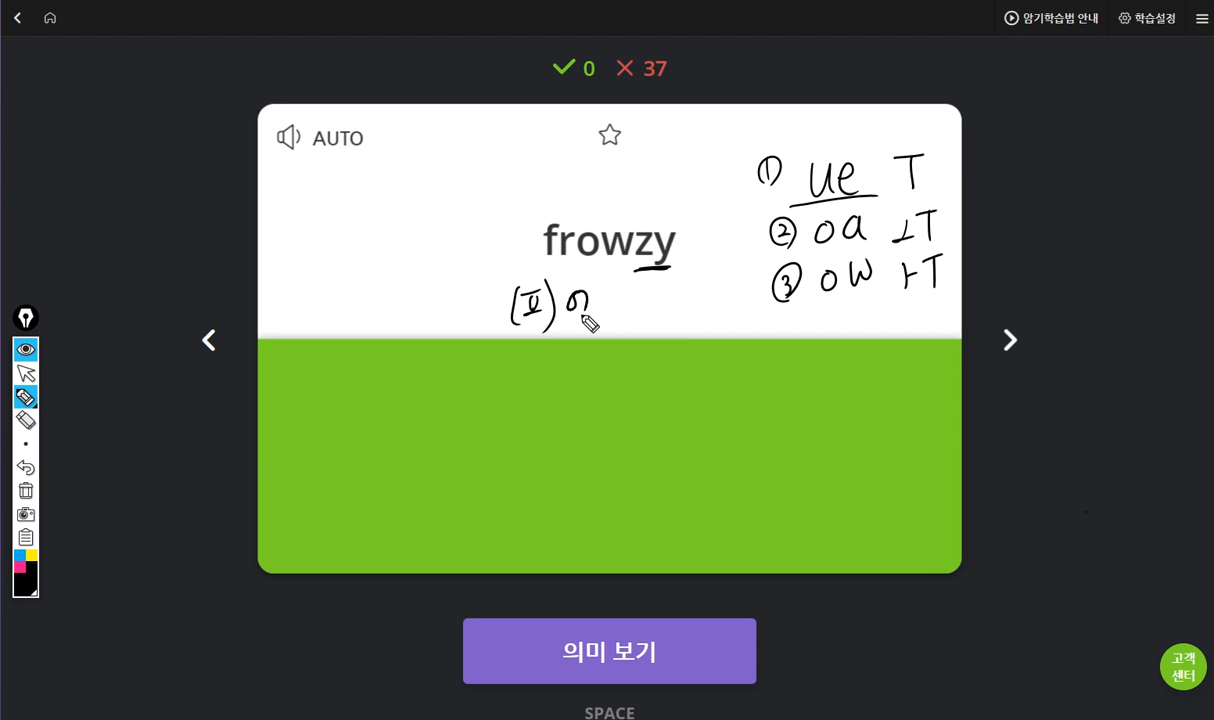 암기학습법 안내 학습설정
0 37
AUTO
① ue ㅜ
frowzy
② oa ㅗㅜ
③ ow ㅏㅜ
의미 보기
고객
센터
SPACE